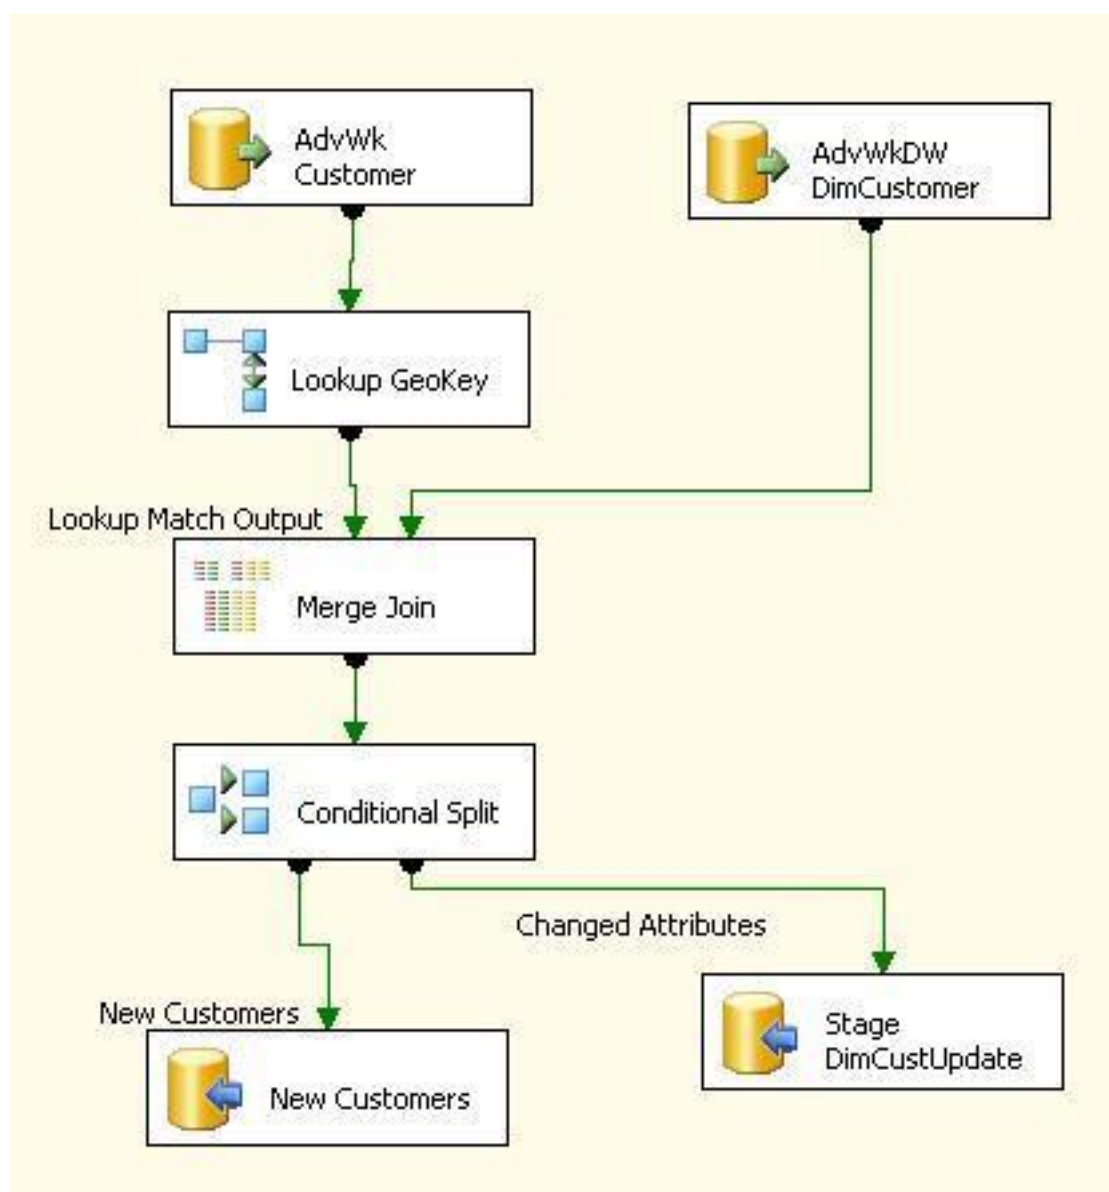 AdvWk
Customer
AdvWkDW
DimCustomer
Lookup GeoKey
Lookup Match Output
Merge Join
Conditional Split
Changed Attributes
New Customers
Stage
DimCustUpdate
New Customers